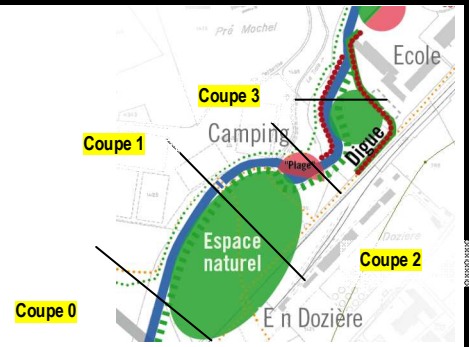 Pré Mochel
Ecole
Coupe 3
Camping
Coupe 1
"Plage"
Digue
Espace
naturel
Dozière
Coupe 2
Coupe 0
E n Dozière